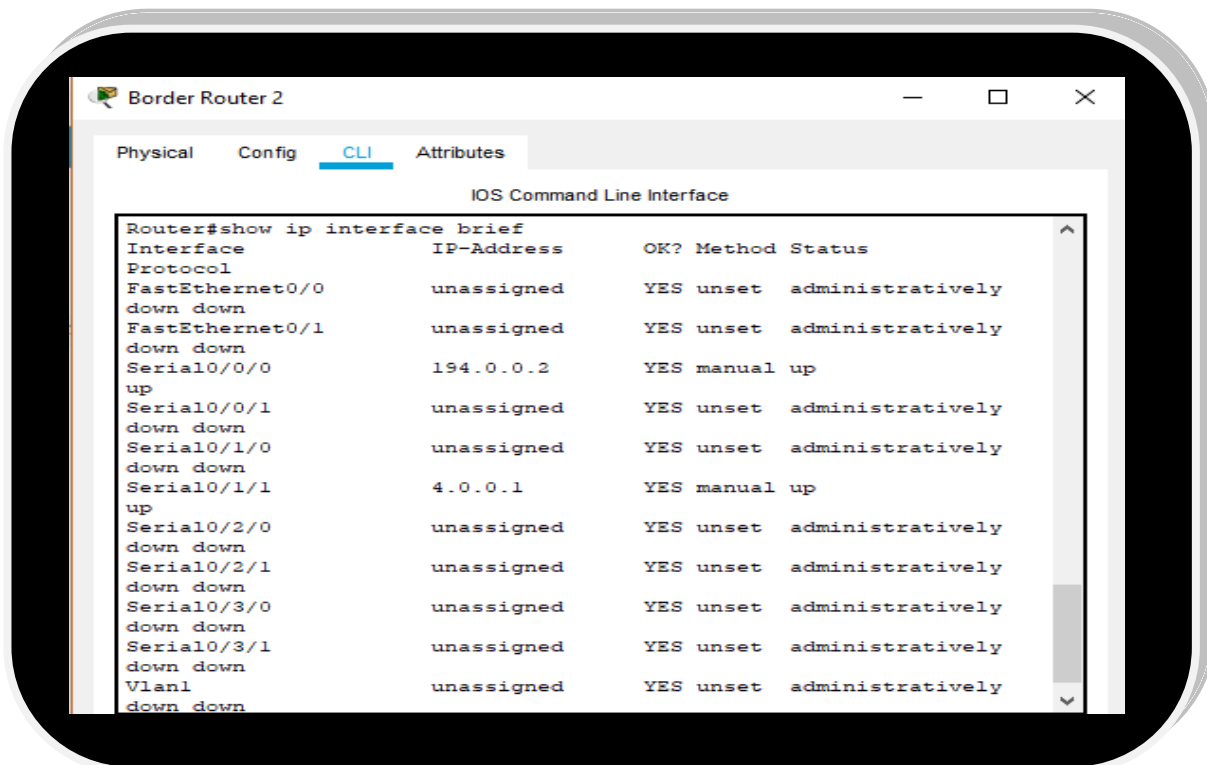 Border Router 2
Physical Config CLI Attributes
IOS Command Line Interface
Router#show ip interface brief
Interface IP-Address OK? Method Status
Protocol
FastEthernet0/0 unassigned YES unset administratively
down down
FastEthernet0/1 unassigned YES unset administratively
down down
Serial0/0/0 194.0.0.2 YES manual up
up
Serial0/0/1 unassigned YES unset administratively
down down
Serial0/1/0 unassigned YES unset administratively
down down
Serial0/1/1 4.0.0.1 YES manual up
up
Serial0/2/0 unassigned YES unset administratively
down down
Serial0/2/1 unassigned YES unset administratively
down down
Serial0/3/0 unassigned YES unset administratively
down down
Serial0/3/1 unassigned YES unset administratively
down down
Vlan1 unassigned YES unset administratively
down down